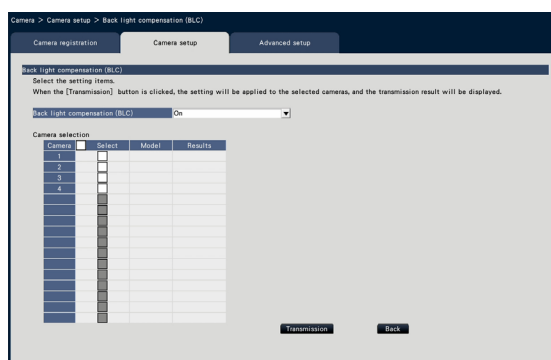 Camera > Camera setup > Back light compensation (BLC)
Camera registration Camera setup Advanced setup
Back light compensation (BLC)
Select the setting items.
When the [Transmission] button is clicked, the setting will be applied to the selected cameras, and the transmission result will be displayed.
Back light compensation (BLC) On
Camera selection
Camera Select Model Results
1
2
3
4
Transmission Back